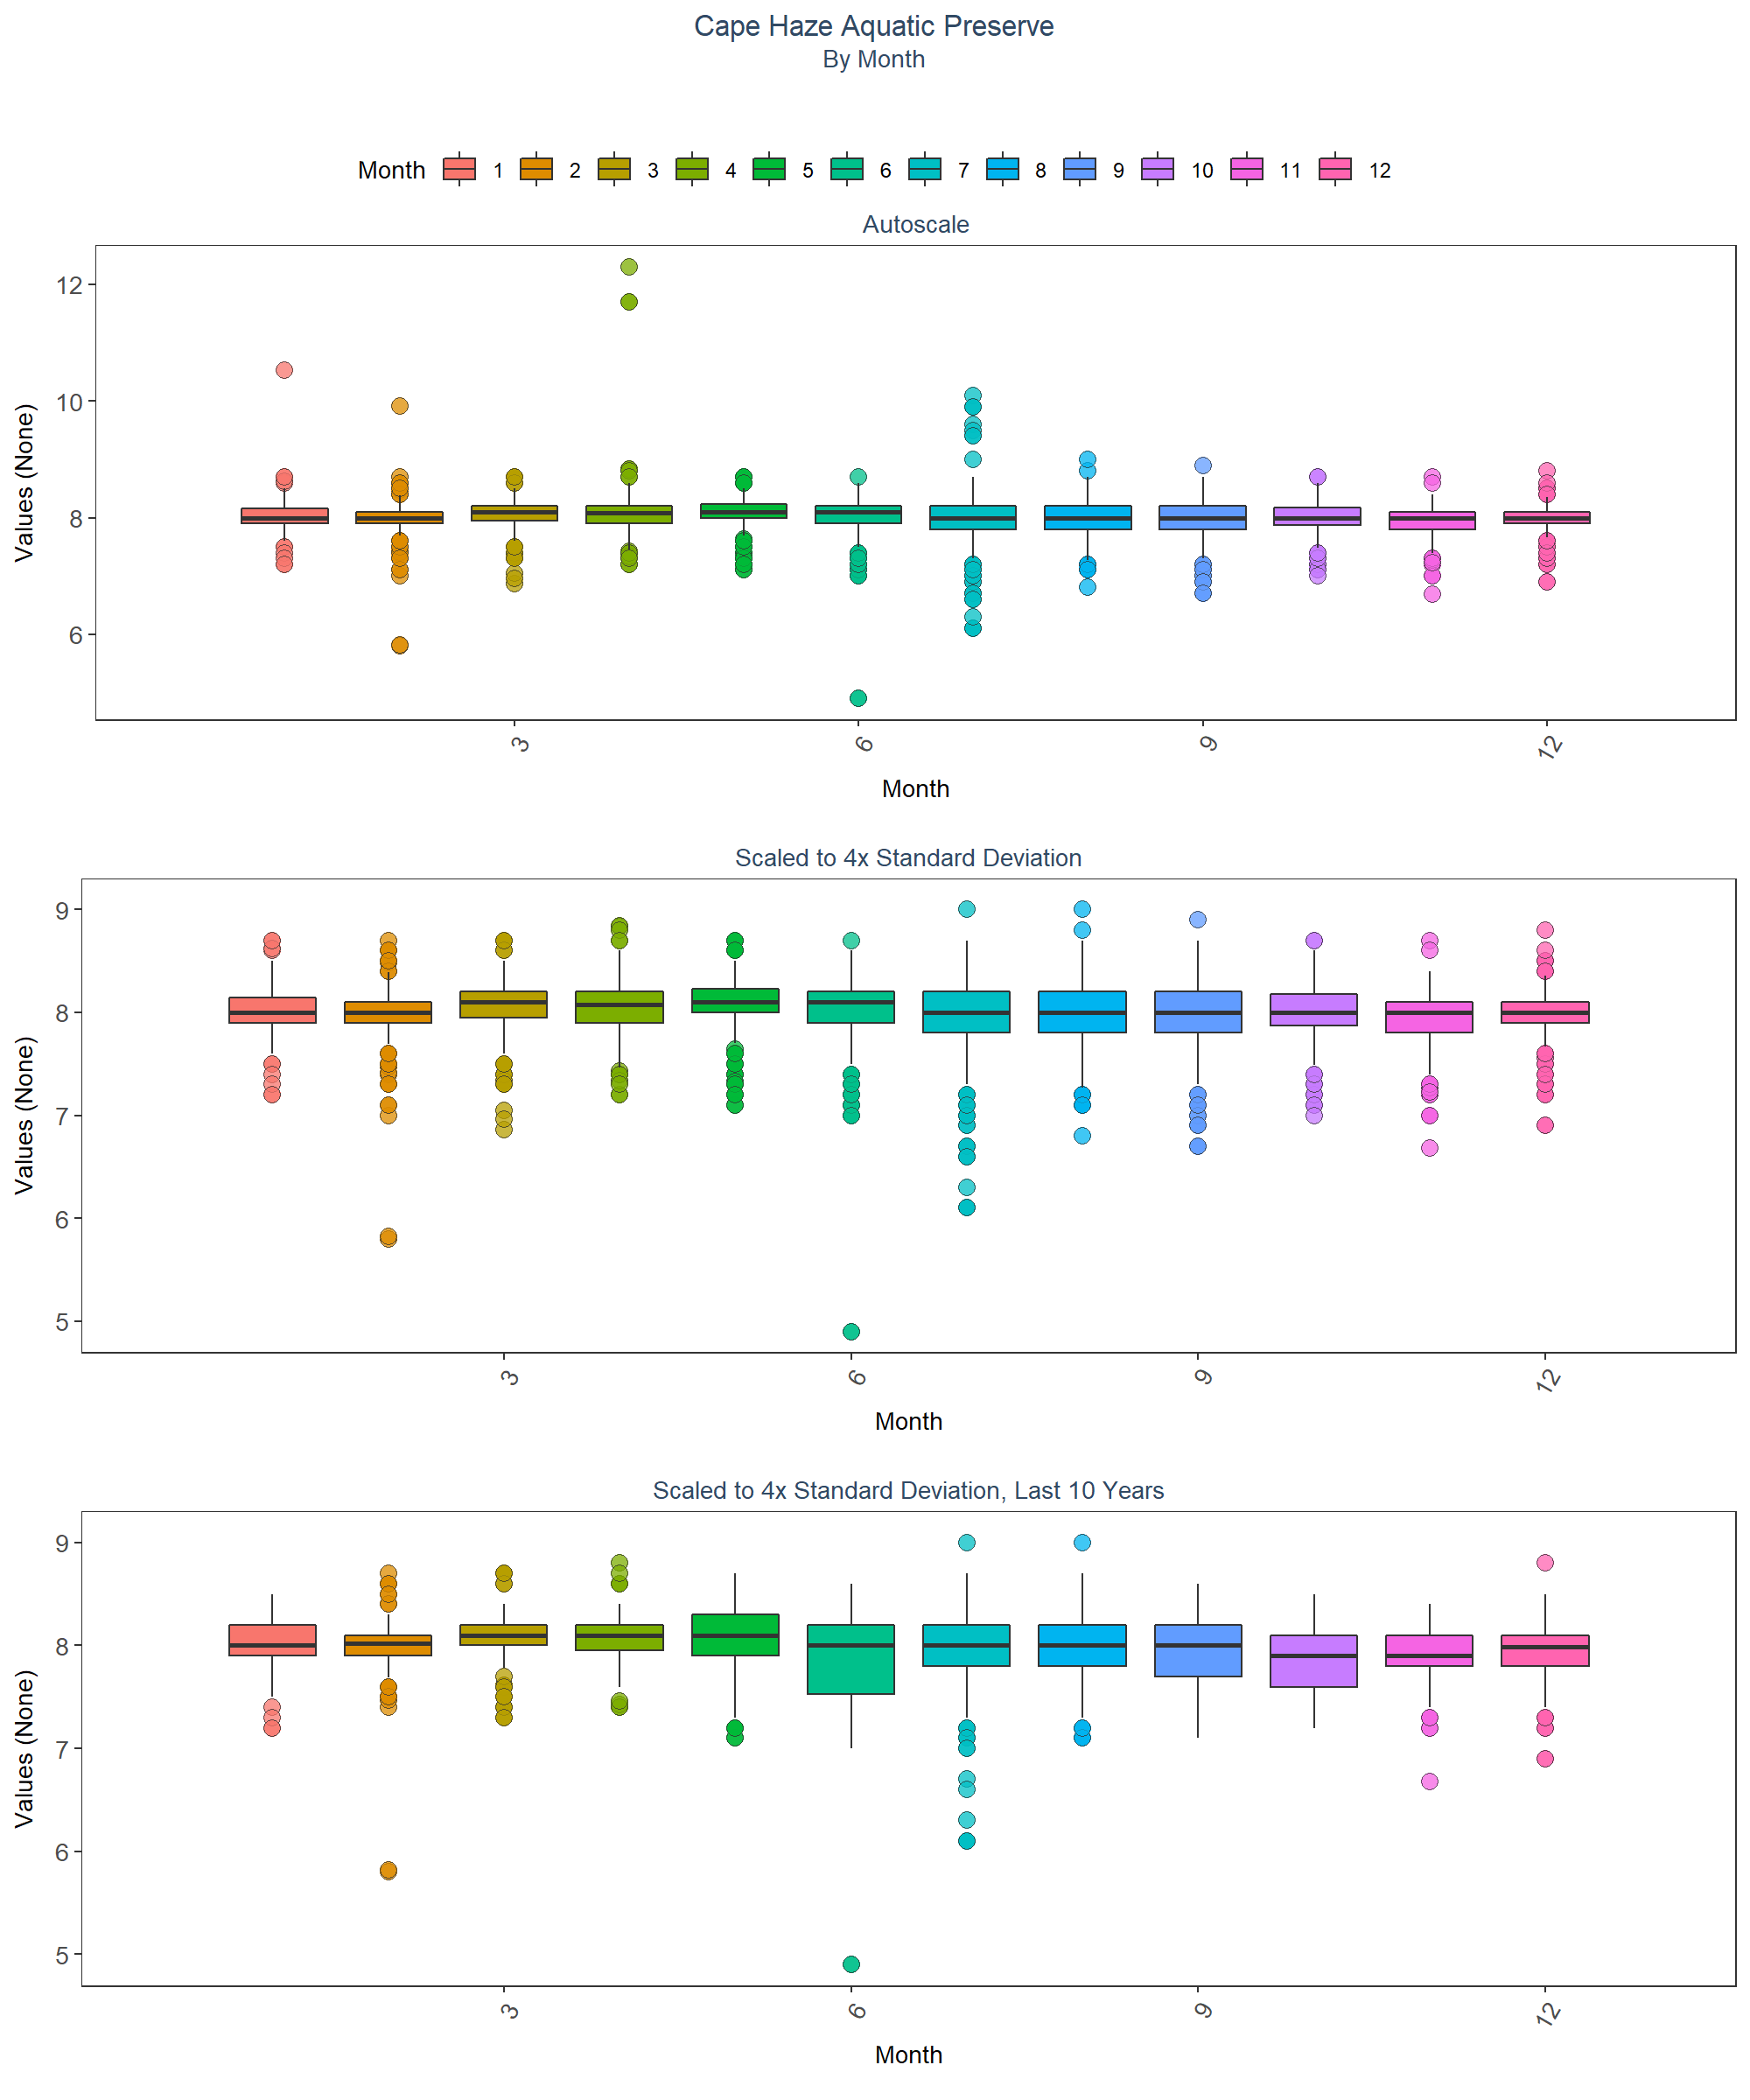 Cape Haze Aquatic Preserve
By Month
Month 1 2 3 4 5 6 7 8 9 10 11 12
Autoscale
Values (None)
12
10
8
6
3 6 9 12
Month
Scaled to 4x Standard Deviation
Values (None)
9
8
7
6
5
3 6 9 12
Month
Scaled to 4x Standard Deviation, Last 10 Years
Values (None)
9
8
7
6
5
3 6 9 12
Month